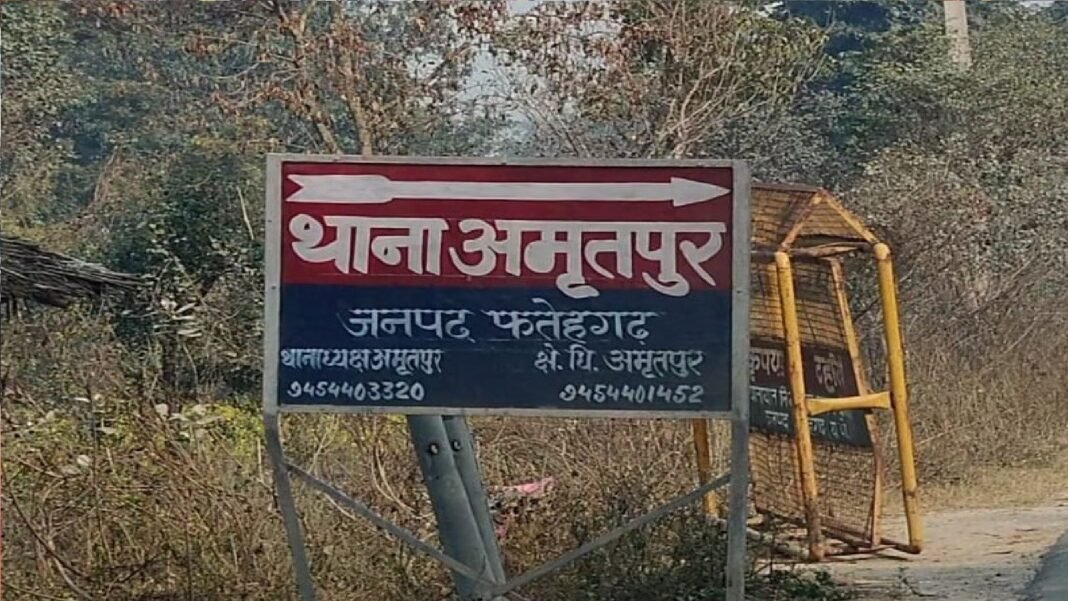 थाना अमृतपुर
जनपद फतेहगढ़
थानाध्यक्ष अमृतपुर क्षे. धि. अमृतपुर
9454403320 9454401452